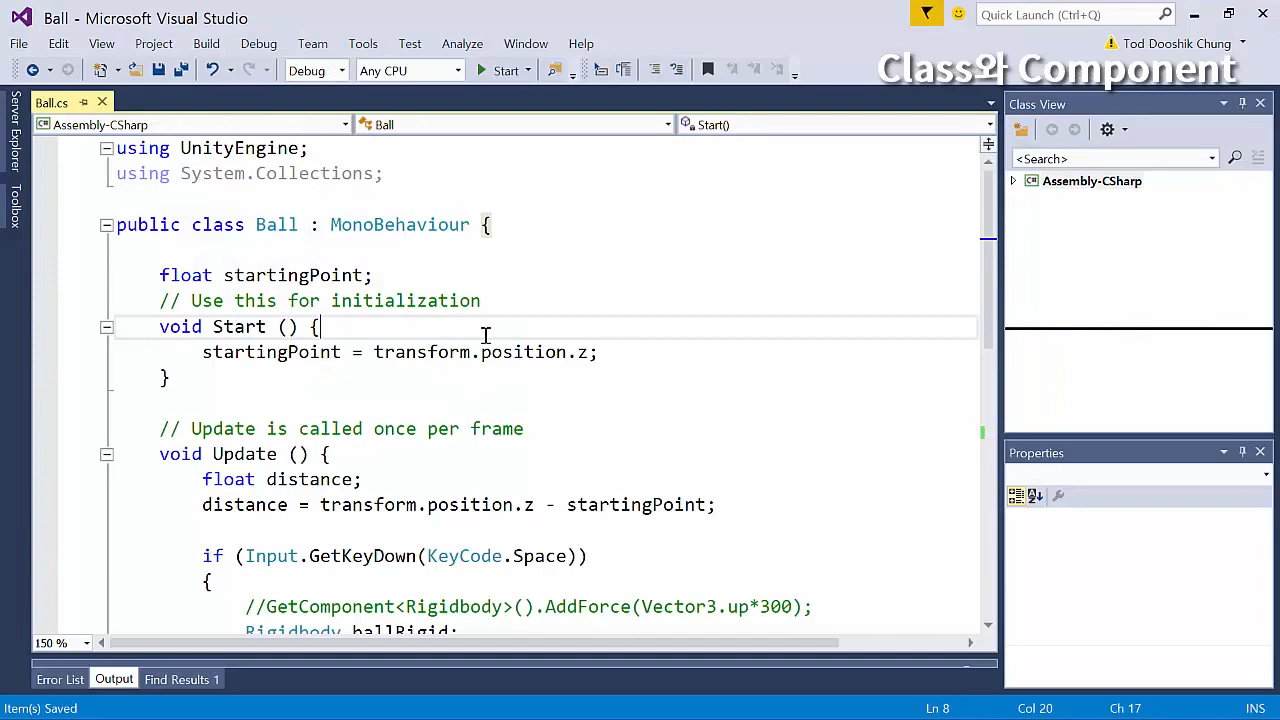 Ball - Microsoft Visual Studio
Quick Launch (Ctrl+Q)
File Edit View Project Build Debug Team Tools Test Analyze Window Help
Tod Dooshik Chung
Debug Any CPU Start
Class와 Component
Server Explorer
Toolbox
Ball.cs
Assembly-CSharp Ball Start()
using UnityEngine;
using System.Collections;
public class Ball : MonoBehaviour {
float startingPoint;
// Use this for initialization
void Start () {
startingPoint = transform.position.z;
}
// Update is called once per frame
void Update () {
float distance;
distance = transform.position.z - startingPoint;
if (Input.GetKeyDown(KeyCode.Space))
{
//GetComponent<Rigidbody>().AddForce(Vector3.up*300);
Rigidbody ballRigid;
150 %
Class View
<Search>
Assembly-CSharp
Properties
Error List Output Find Results 1
Item(s) Saved Ln 8 Col 20 Ch 17 INS